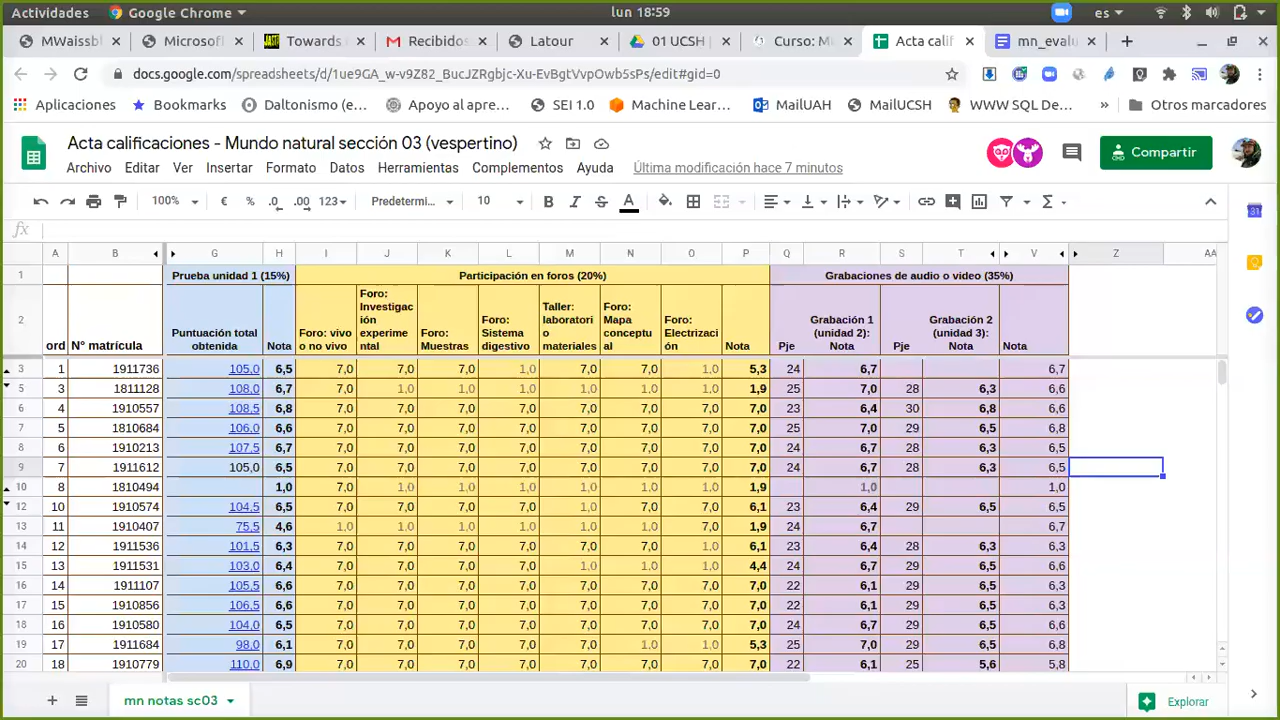 Actividades Google Chrome lun 18:59 es
MWaissbl Microsoft Towards Recibidos Latour 01 UCSH Curso: Mu Acta calif mn_evalu
docs.google.com/spreadsheets/d/1ue9GA_w-v9Z82_BucJZRgbjc-Xu-EvBgtVvpOwb5sPs/edit#gid=0
Aplicaciones Bookmarks Daltonismo (e... Apoyo al apre... SEI 1.0 Machine Lear... MailUAH MailUCSH WWW SQL De... » Otros marcadores
Acta calificaciones - Mundo natural sección 03 (vespertino) Compartir
Archivo Editar Ver Insertar Formato Datos Herramientas Complementos Ayuda Última modificación hace 7 minutos
100% € % .0 .00 123 Predetermi... 10 B I S A Σ
fx 31
A B G H I J K L M N O P Q R S T V Z AA
1 Prueba unidad 1 (15%) Participación en foros (20%) Grabaciones de audio o video (35%)
2 ord N° matrícula Puntuación total obtenida Nota Foro: vivo o no vivo Foro: Investigación experimental Foro: Muestras Foro: Sistema digestivo Taller: laboratorio materiales Foro: Mapa conceptual Foro: Electrización Nota Pje Grabación 1 (unidad 2): Nota Pje Grabación 2 (unidad 3): Nota Nota
3 1 1911736 105,0 6,5 7,0 7,0 7,0 1,0 7,0 7,0 1,0 5,3 24 6,7 6,7
5 3 1811128 108,0 6,7 7,0 1,0 1,0 1,0 1,0 1,0 1,0 1,9 25 7,0 28 6,3 6,6
6 4 1910557 108,5 6,8 7,0 7,0 7,0 7,0 7,0 7,0 7,0 7,0 23 6,4 30 6,8 6,6
7 5 1810684 106,0 6,6 7,0 7,0 7,0 7,0 7,0 7,0 7,0 7,0 25 7,0 29 6,5 6,8
8 6 1910213 107,5 6,7 7,0 7,0 7,0 7,0 7,0 7,0 7,0 7,0 24 6,7 28 6,3 6,5
9 7 1911612 105,0 6,5 7,0 7,0 7,0 7,0 7,0 7,0 7,0 7,0 24 6,7 28 6,3 6,5
10 8 1810494 1,0 7,0 1,0 1,0 1,0 1,0 1,0 1,0 1,9 1,0 1,0
12 10 1910574 104,5 6,5 7,0 7,0 7,0 7,0 1,0 7,0 7,0 6,1 23 6,4 29 6,5 6,5
13 11 1910407 75,5 4,6 1,0 1,0 1,0 1,0 1,0 1,0 7,0 1,9 24 6,7 6,7
14 12 1911536 101,5 6,3 7,0 7,0 7,0 7,0 7,0 7,0 1,0 6,1 23 6,4 28 6,3 6,3
15 13 1911531 103,0 6,4 7,0 7,0 7,0 7,0 1,0 1,0 1,0 4,4 24 6,7 29 6,5 6,6
16 14 1911107 105,5 6,6 7,0 7,0 7,0 7,0 7,0 7,0 7,0 7,0 22 6,1 29 6,5 6,3
17 15 1910856 106,5 6,6 7,0 7,0 7,0 7,0 7,0 7,0 7,0 7,0 22 6,1 29 6,5 6,3
18 16 1910580 104,0 6,5 7,0 7,0 7,0 7,0 7,0 7,0 7,0 7,0 24 6,7 29 6,5 6,6
19 17 1911684 98,0 6,1 7,0 7,0 7,0 7,0 7,0 1,0 1,0 5,3 25 7,0 29 6,5 6,8
20 18 1910779 110,0 6,9 7,0 7,0 7,0 7,0 7,0 7,0 7,0 7,0 22 6,1 25 5,6 5,8
mn notas sc03 Explorar